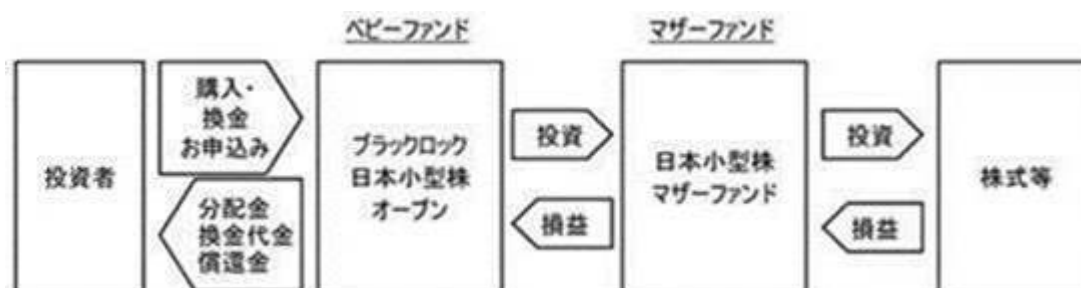 ベビーファンド
マザーファンド
投資者
購入・
換金
お申込み
分配金
換金代金
償還金
ブラックロック
日本小型株
オープン
投資
損益
日本小型株
マザーファンド
投資
損益
株式等